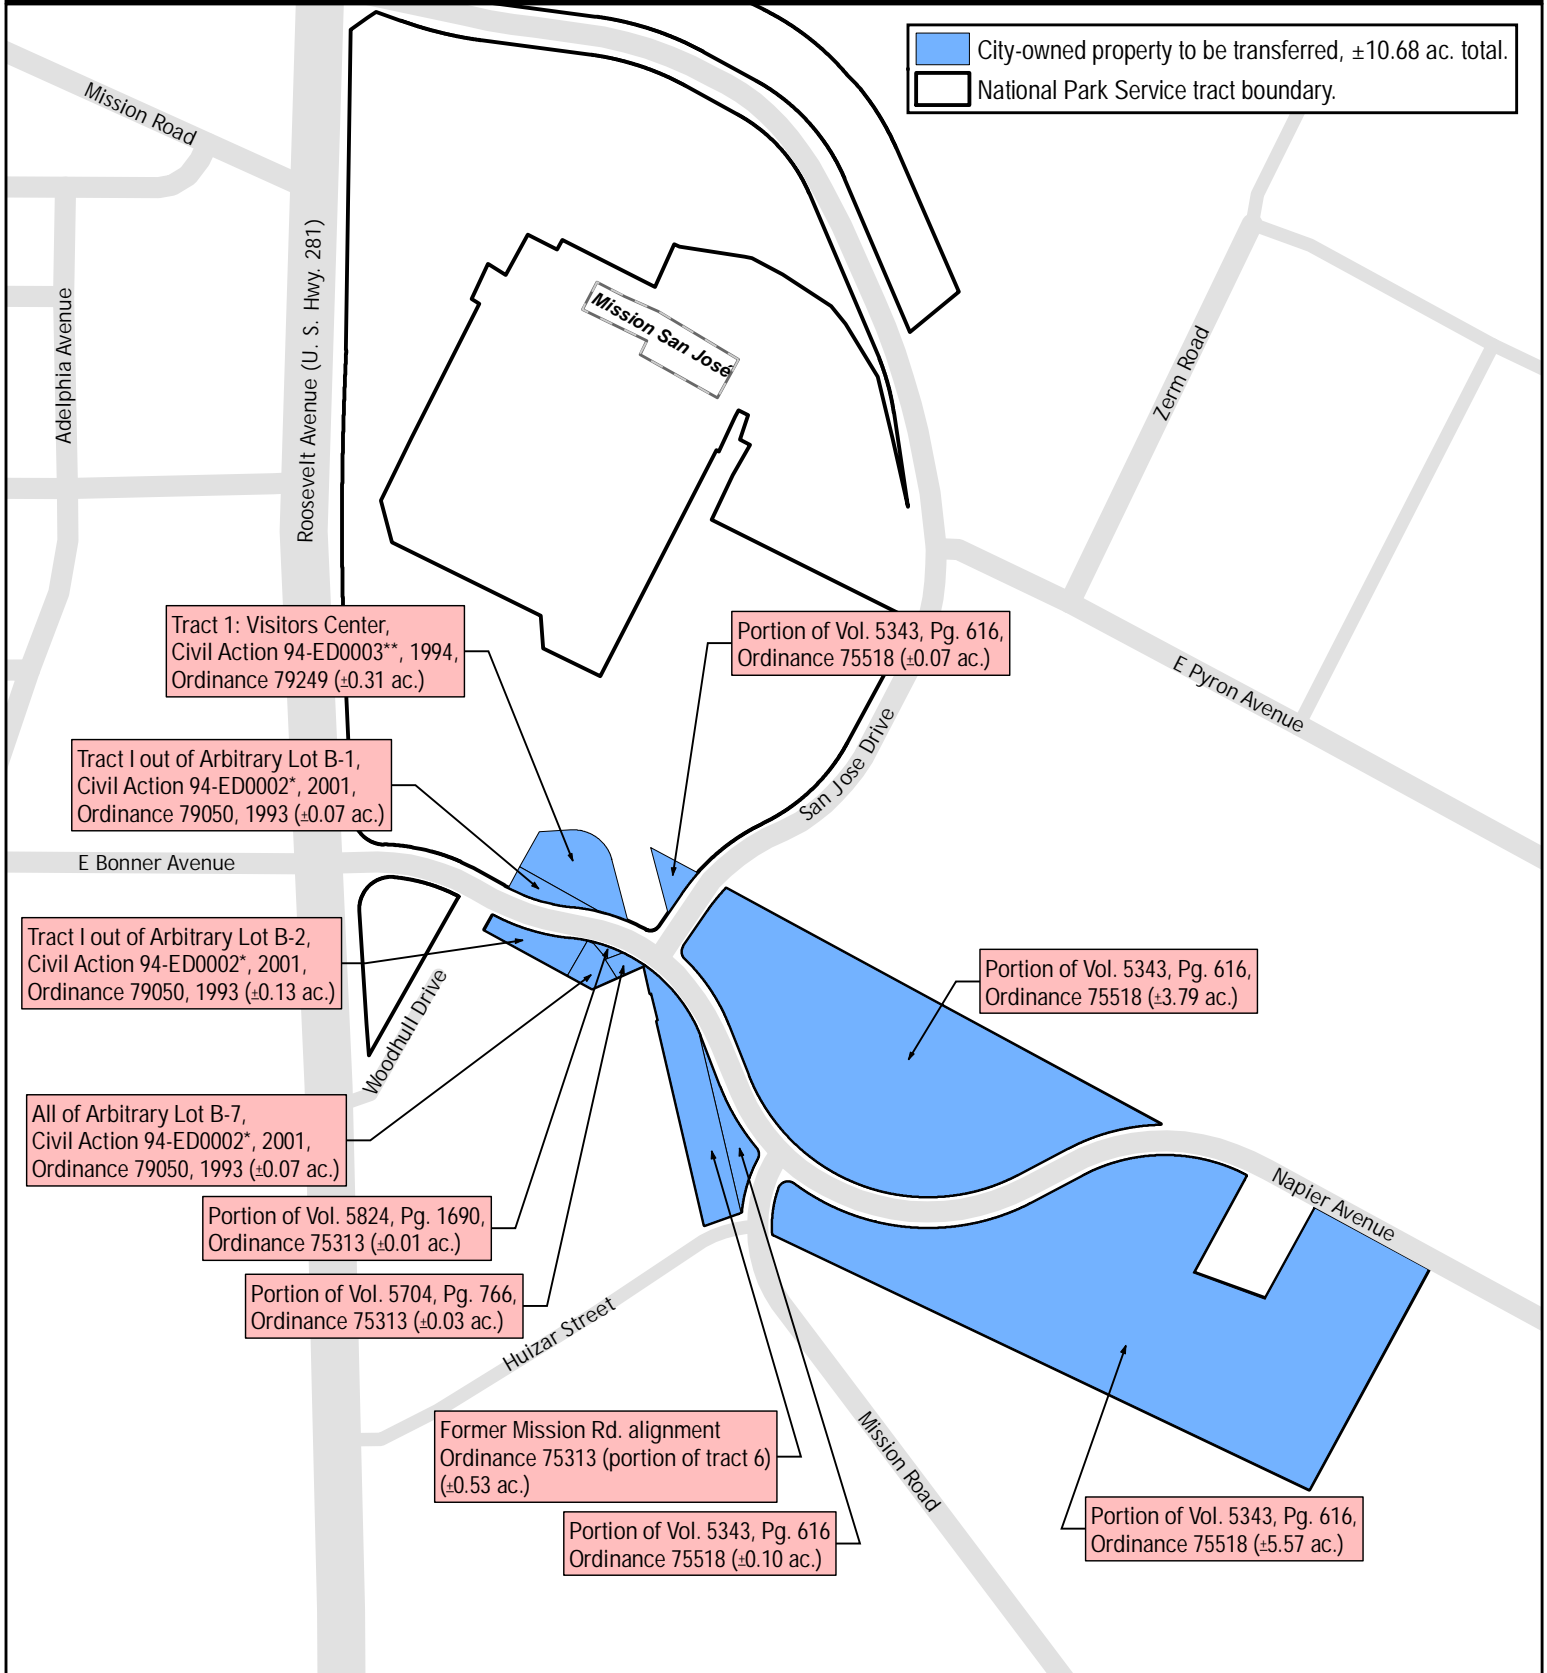 City-owned property to be transferred, ±10.68 ac. total.
National Park Service tract boundary.
Mission Road
Roosevelt Avenue (U. S. Hwy. 281)
Adelphia Avenue
Mission San José
Zerm Road
Tract 1: Visitors Center,
Civil Action 94-ED0003**, 1994,
Ordinance 79249 (±0.31 ac.)
Portion of Vol. 5343, Pg. 616,
Ordinance 75518 (±0.07 ac.)
E Pyron Avenue
San Jose Drive
Tract I out of Arbitrary Lot B-1,
Civil Action 94-ED0002*, 2001,
Ordinance 79050, 1993 (±0.07 ac.)
E Bonner Avenue
Tract I out of Arbitrary Lot B-2,
Civil Action 94-ED0002*, 2001,
Ordinance 79050, 1993 (±0.13 ac.)
Woodhull Drive
Portion of Vol. 5343, Pg. 616,
Ordinance 75518 (±3.79 ac.)
All of Arbitrary Lot B-7,
Civil Action 94-ED0002*, 2001,
Ordinance 79050, 1993 (±0.07 ac.)
Napier Avenue
Portion of Vol. 5824, Pg. 1690,
Ordinance 75313 (±0.01 ac.)
Portion of Vol. 5704, Pg. 766,
Ordinance 75313 (±0.03 ac.)
Huizar Street
Former Mission Rd. alignment
Ordinance 75313 (portion of tract 6)
(±0.53 ac.)
Mission Road
Portion of Vol. 5343, Pg. 616
Ordinance 75518 (±0.10 ac.)
Portion of Vol. 5343, Pg. 616,
Ordinance 75518 (±5.57 ac.)